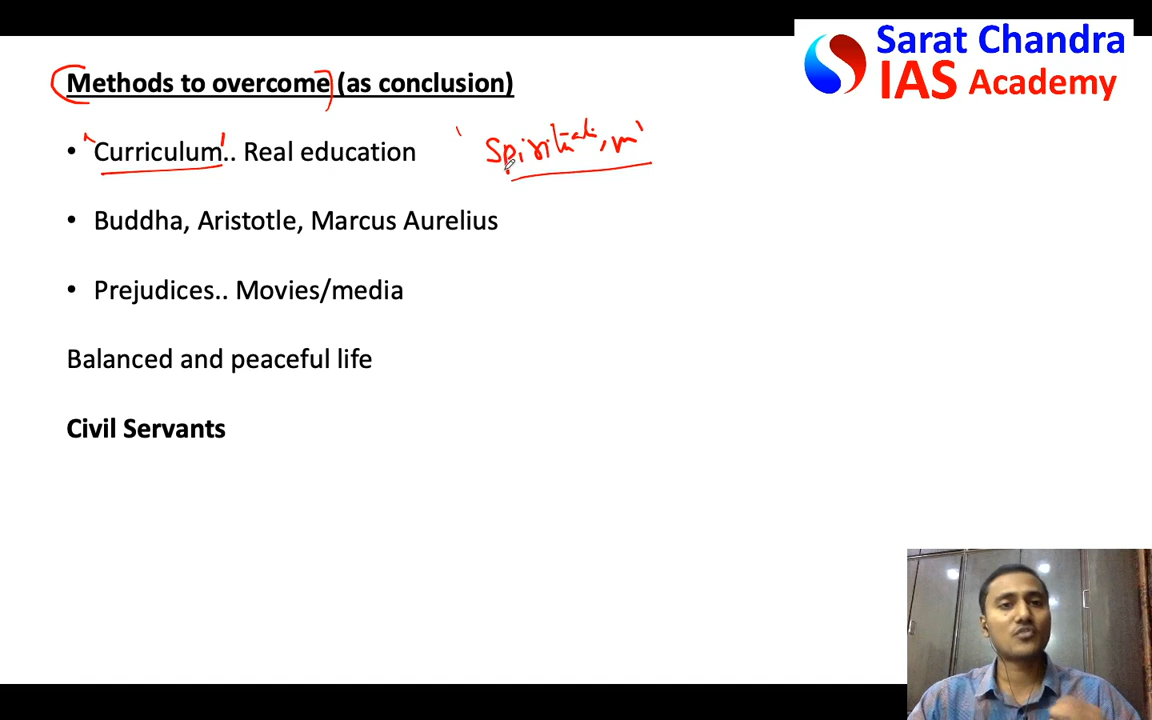 Sarat Chandra
IAS Academy
Methods to overcome (as conclusion)
• Curriculum.. Real education 'Spiritualism'
• Buddha, Aristotle, Marcus Aurelius
• Prejudices.. Movies/media
Balanced and peaceful life
Civil Servants